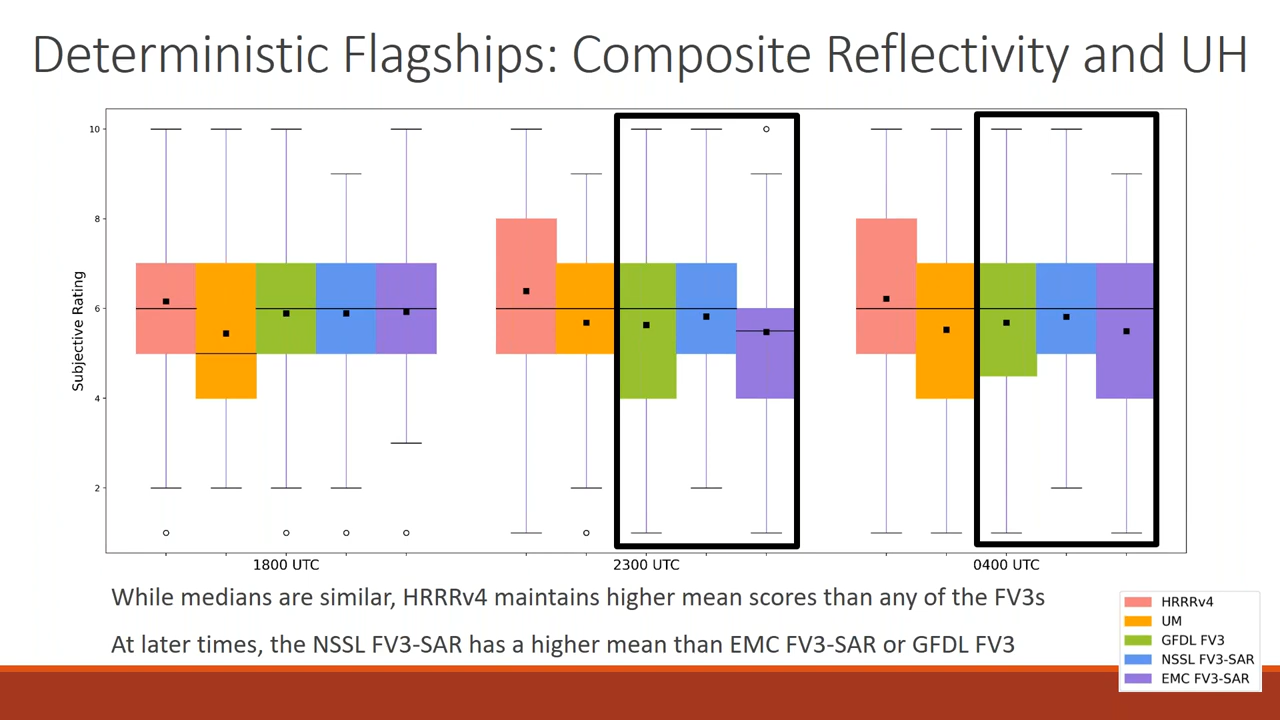 Deterministic Flagships: Composite Reflectivity and UH
10
8
6
4
2
Subjective Rating
1800 UTC
2300 UTC
0400 UTC
While medians are similar, HRRRv4 maintains higher mean scores than any of the FV3s
At later times, the NSSL FV3-SAR has a higher mean than EMC FV3-SAR or GFDL FV3
HRRRv4
UM
GFDL FV3
NSSL FV3-SAR
EMC FV3-SAR